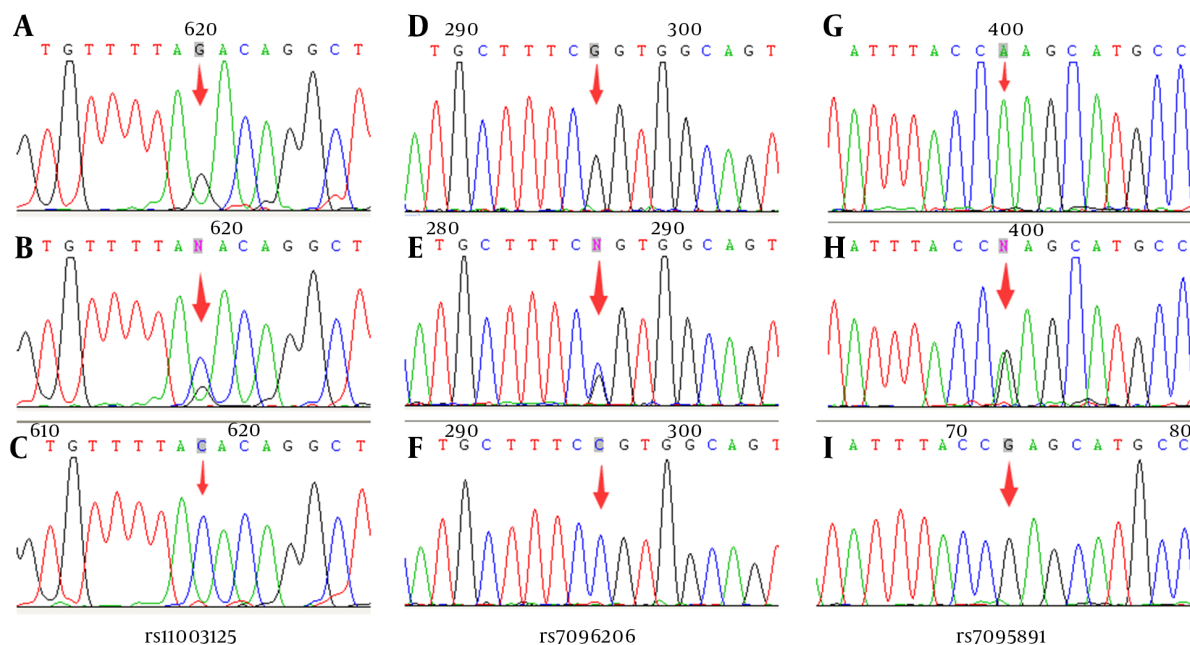 A 620
T G T T T T A G A C A G G C T
D 290 300
T G C T T T C G G T G G C A G T
G 400
A T T T A C C A A G C A T G C C
B 620
T G T T T T A N A C A G G C T
E 280 290
T G C T T T C N G T G G C A G T
H 400
A T T T A C C N A G C A T G C C
C 610 620
T G T T T T A C A C A G G C T
F 290 300
T G C T T T C C G T G G C A G T
I 70 80
A T T T A C C G A G C A T G C C
rs11003125
rs7096206
rs7095891